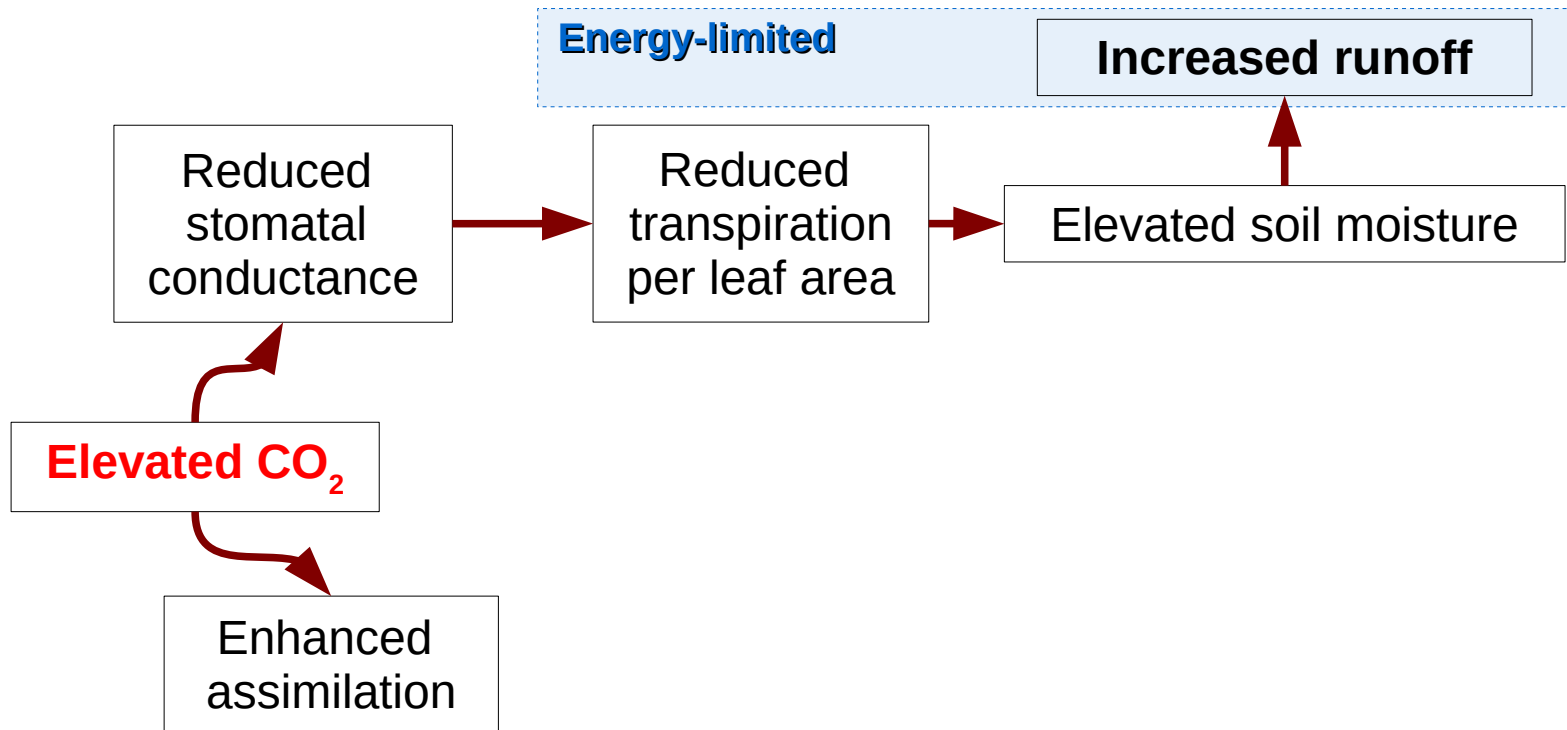 Energy-limited
Increased runoff
Reduced
stomatal
conductance
Reduced
transpiration
per leaf area
Elevated soil moisture
Elevated CO₂
Enhanced
assimilation